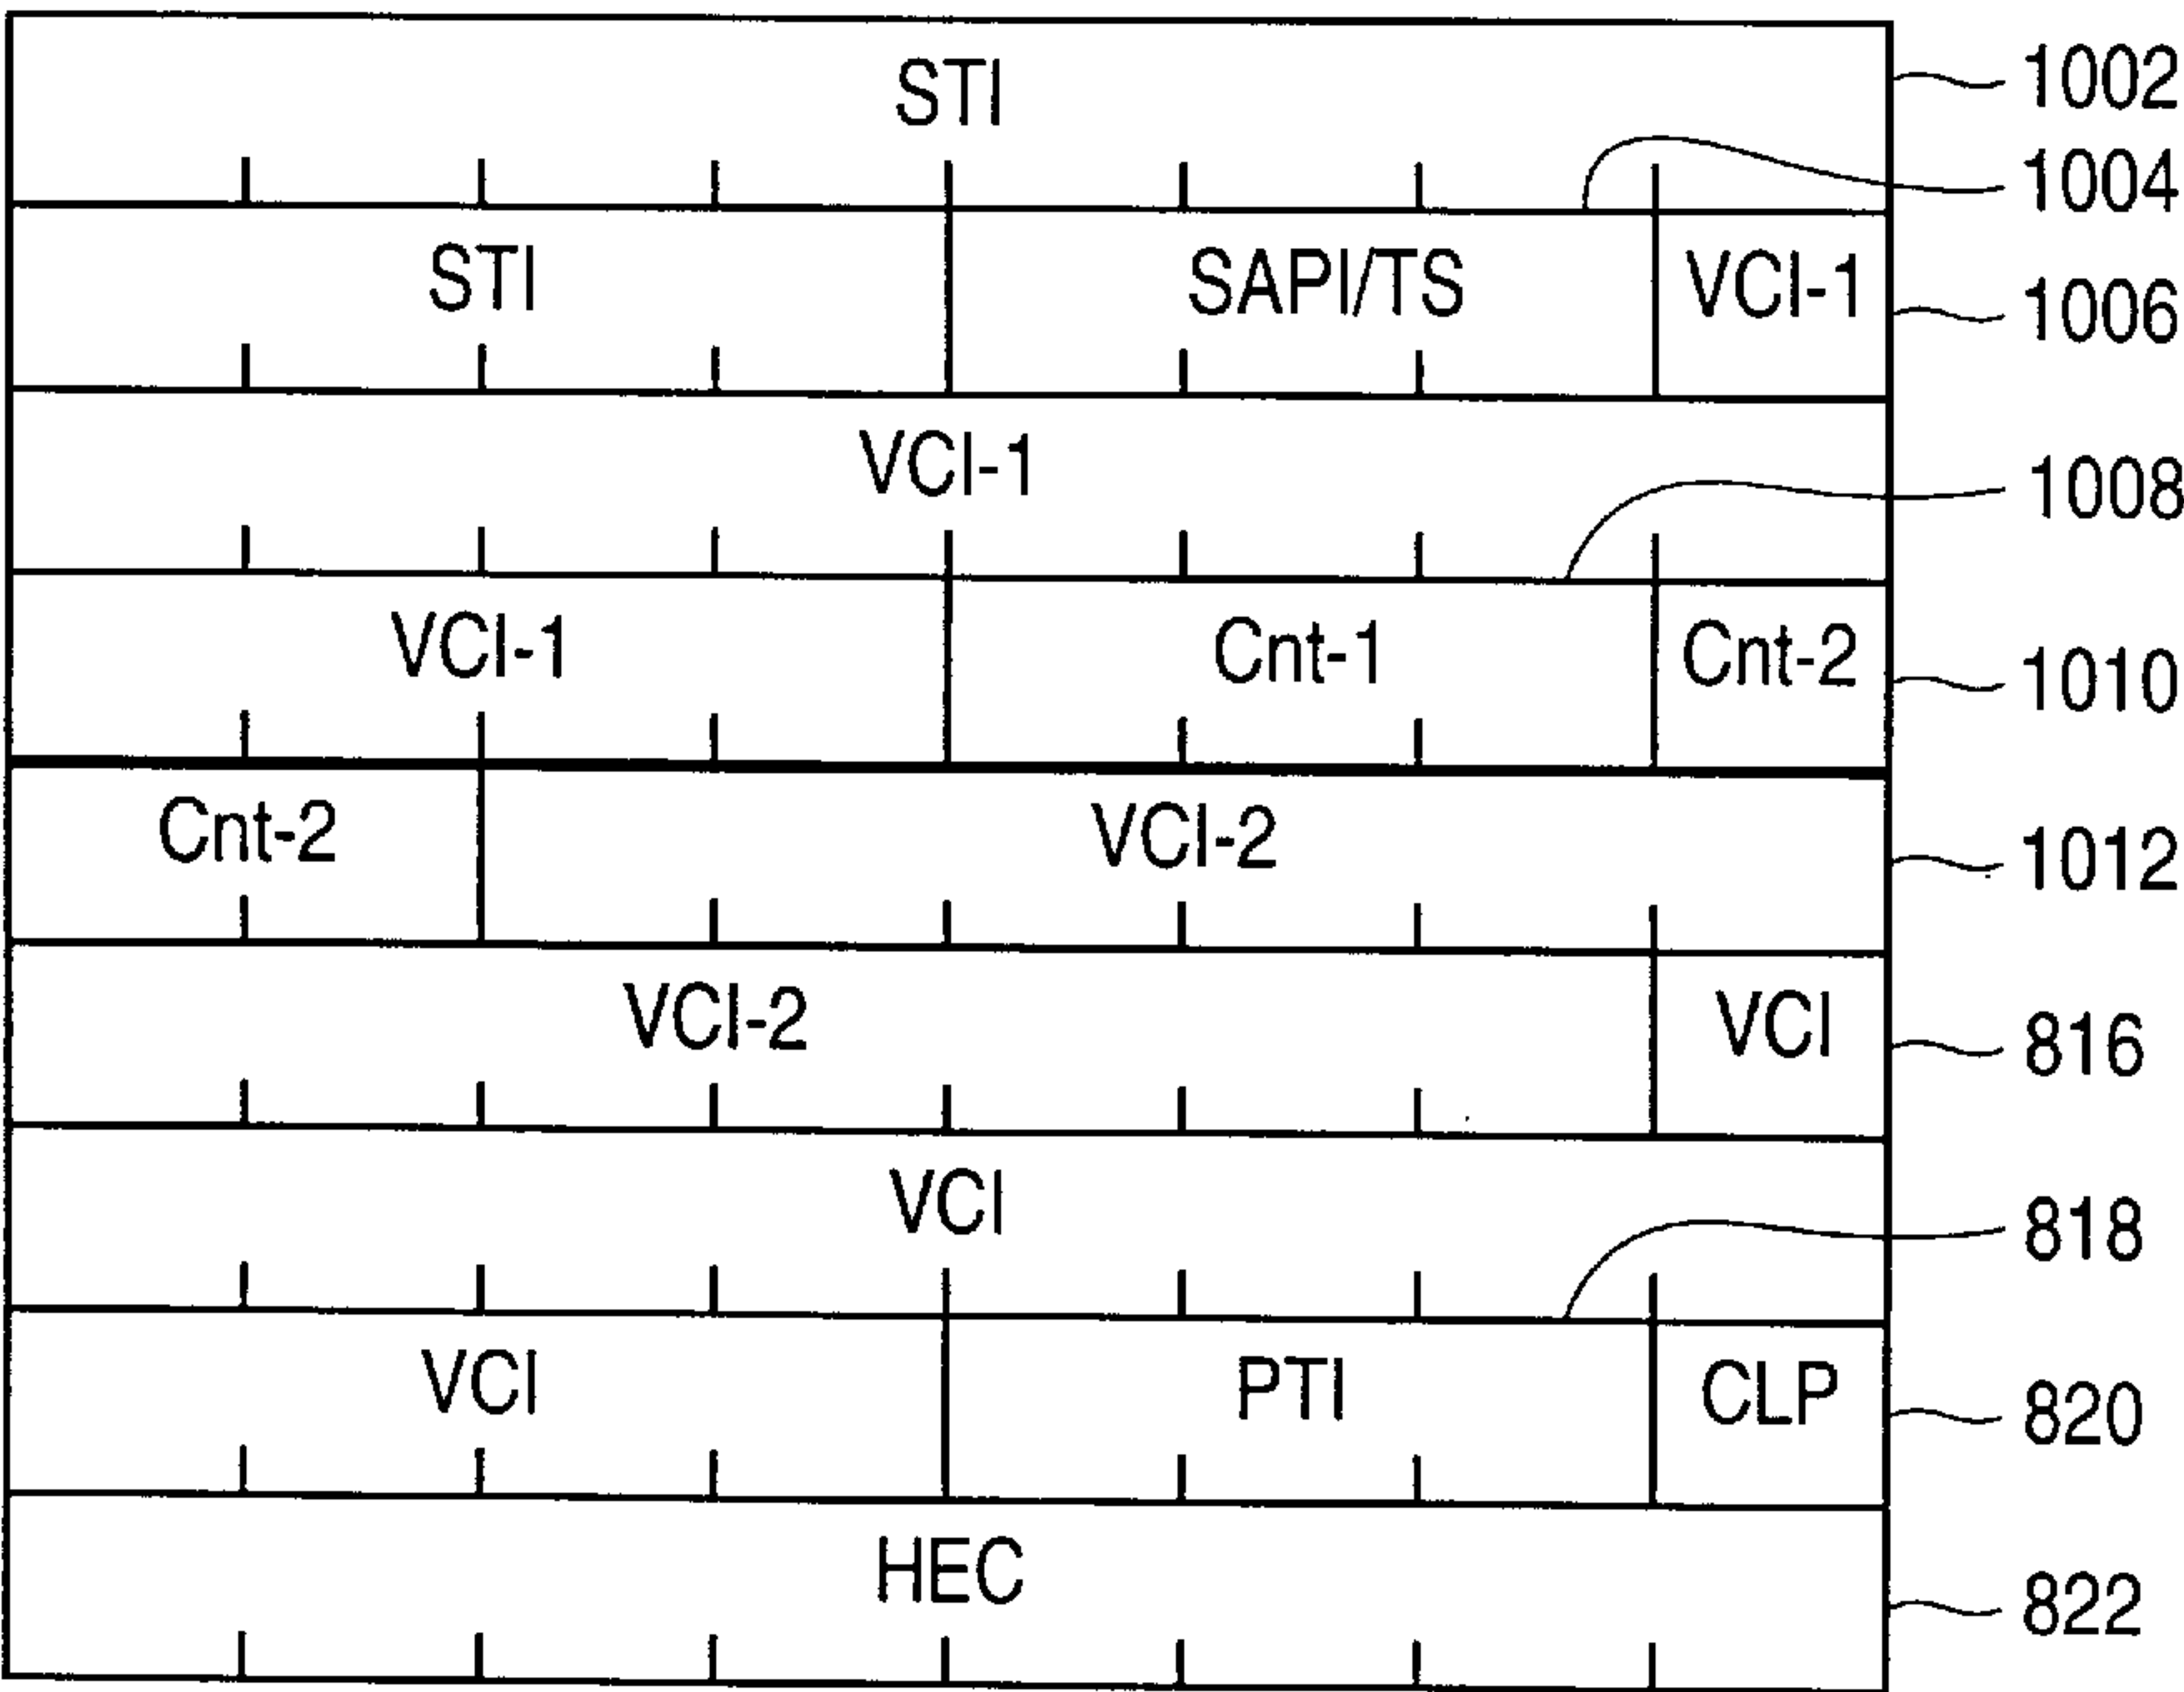 STI 1002
1004
STI SAPI/TS VCI-1 1006
VCI-1 1008
VCI-1 Cnt-1 Cnt-2 1010
Cnt-2 VCI-2 1012
VCI-2 VCI 816
VCI 818
VCI PTI CLP 820
HEC 822